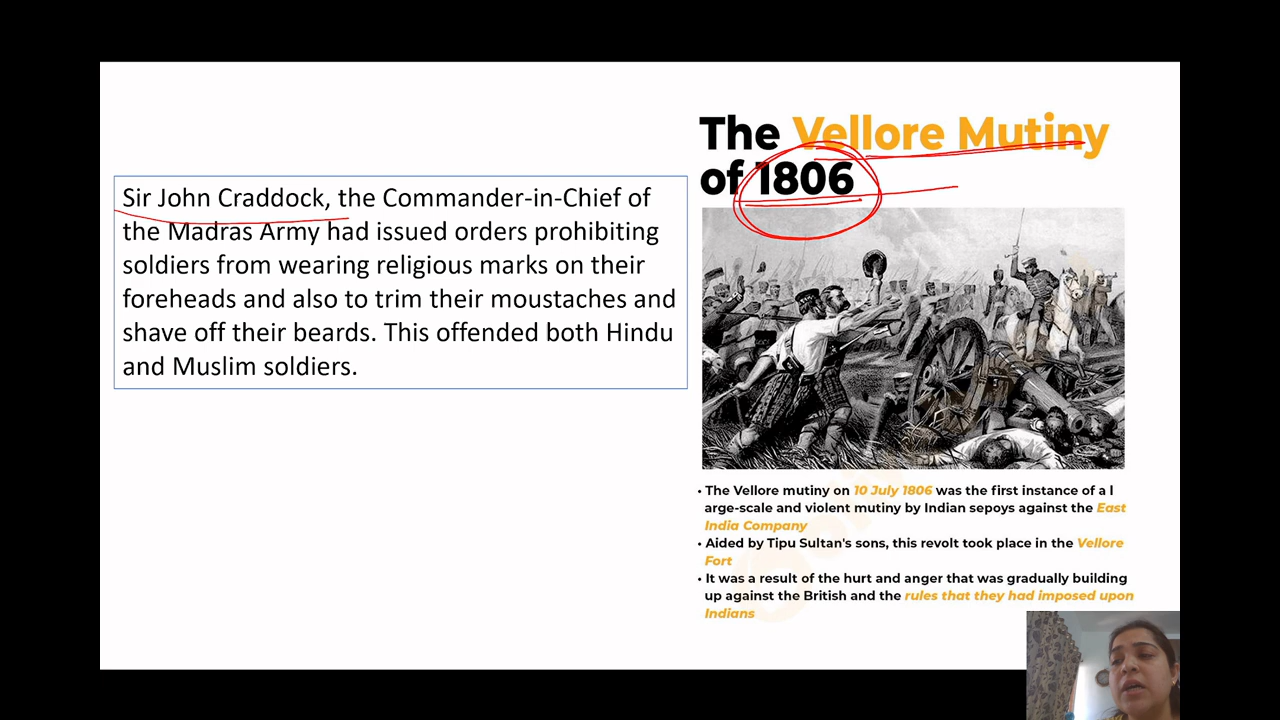 The Vellore Mutiny
of 1806
Sir John Craddock, the Commander-in-Chief of
the Madras Army had issued orders prohibiting
soldiers from wearing religious marks on their
foreheads and also to trim their moustaches and
shave off their beards. This offended both Hindu
and Muslim soldiers.
• The Vellore mutiny on 10 July 1806 was the first instance of a l
arge-scale and violent mutiny by Indian sepoys against the East
India Company
• Aided by Tipu Sultan's sons, this revolt took place in the Vellore
Fort
• It was a result of the hurt and anger that was gradually building
up against the British and the rules that they had imposed upon
Indians